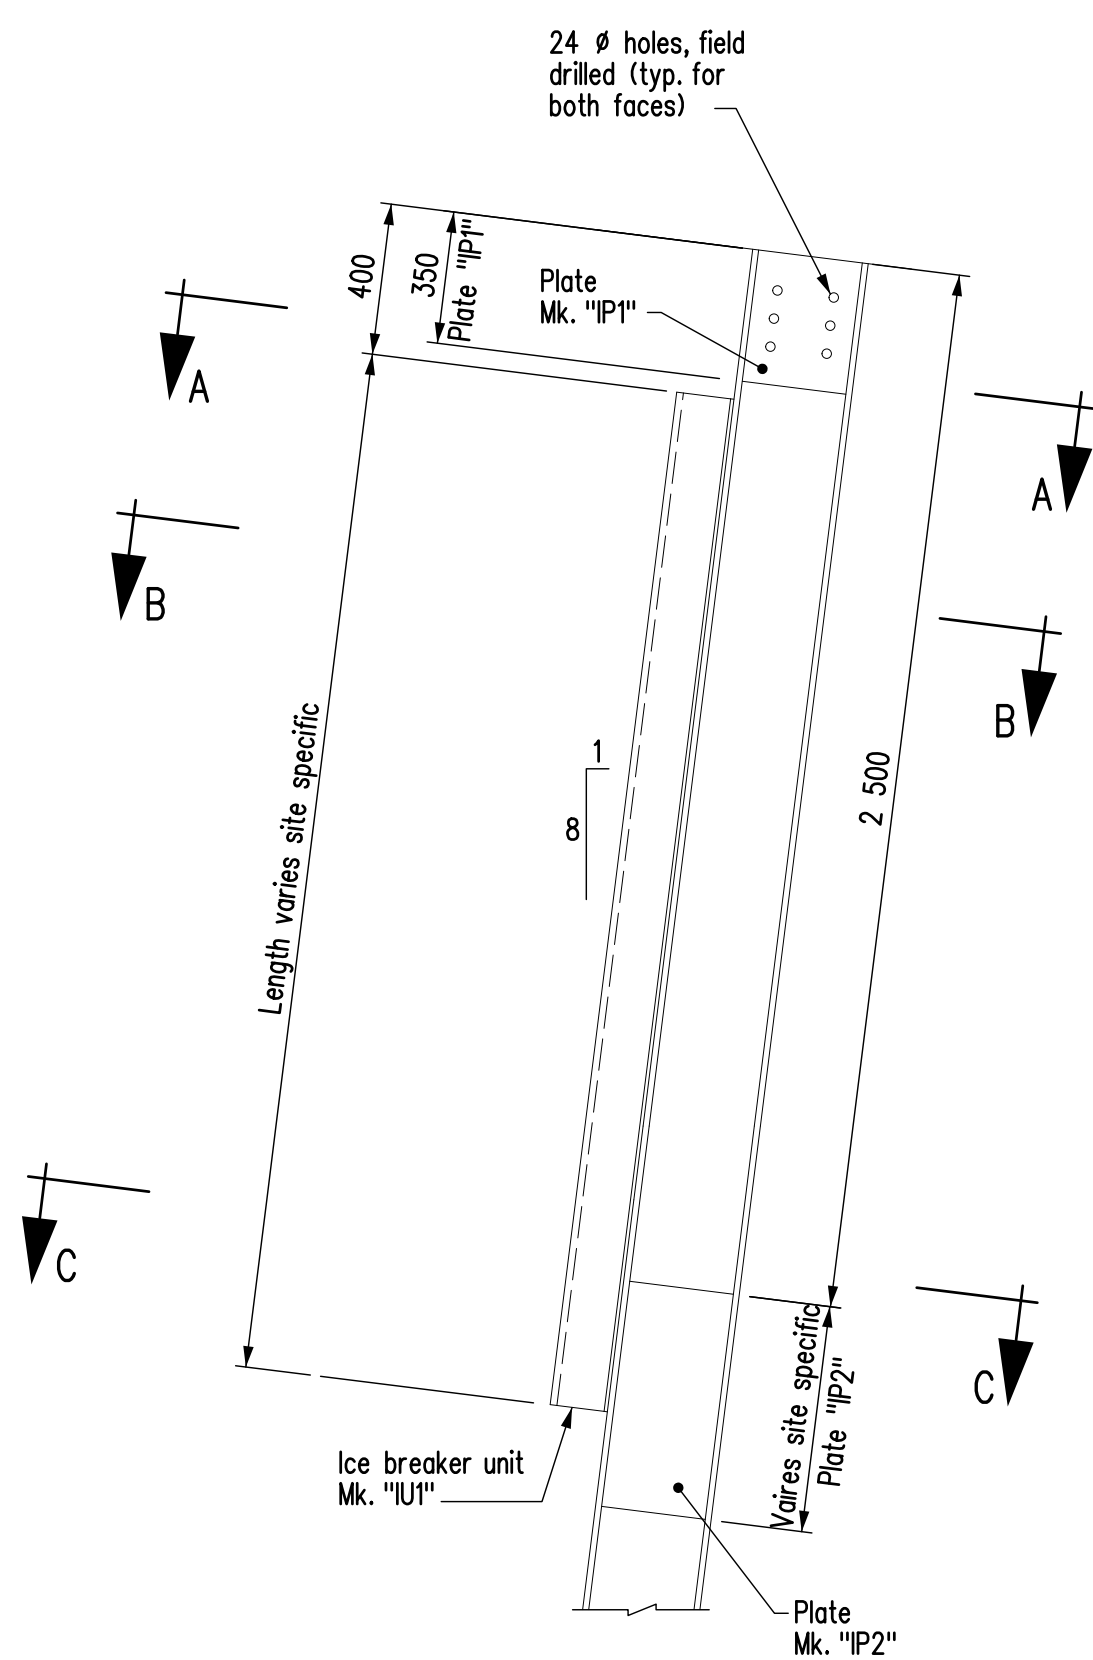 24 Ø holes, field
drilled (typ. for
both faces)
400
350
Plate "IP1"
Plate
Mk. "IP1"
A
A
B
B
Length varies site specific
1
8
2 500
C
C
Vaires site specific
Plate "IP2"
Ice breaker unit
Mk. "IU1"
Plate
Mk. "IP2"